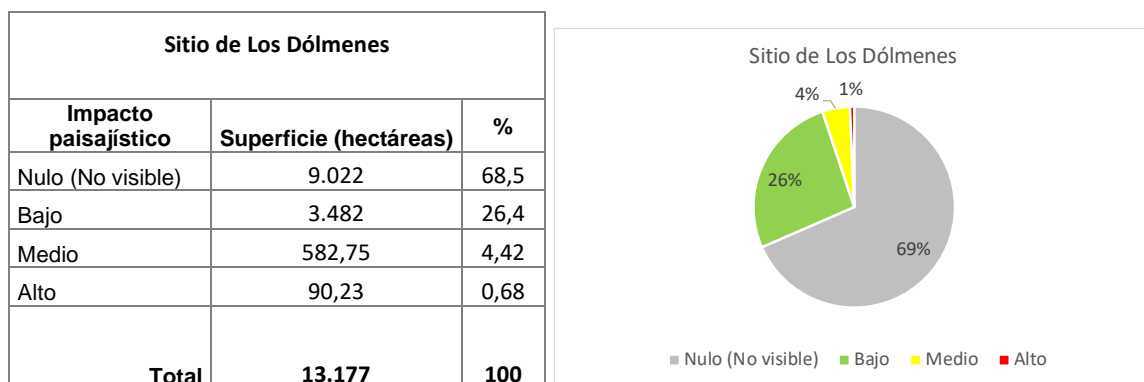 Sitio de Los Dólmenes
Impacto
paisajístico
Superficie (hectáreas)
%
Nulo (No visible) 9.022 68,5
Bajo 3.482 26,4
Medio 582,75 4,42
Alto 90,23 0,68
Total 13.177 100
Sitio de Los Dólmenes
4% 1%
26%
69%
Nulo (No visible) Bajo Medio Alto